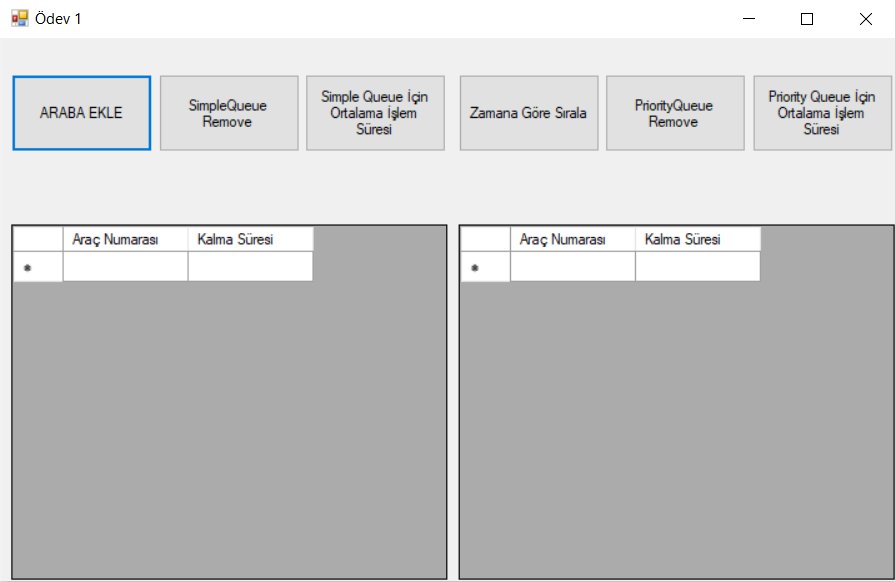 Ödev 1
ARABA EKLE
SimpleQueue
Remove
Simple Queue İçin
Ortalama İşlem
Süresi
Zamana Göre Sırala
PriorityQueue
Remove
Priority Queue İçin
Ortalama İşlem
Süresi
Araç Numarası Kalma Süresi
Araç Numarası Kalma Süresi